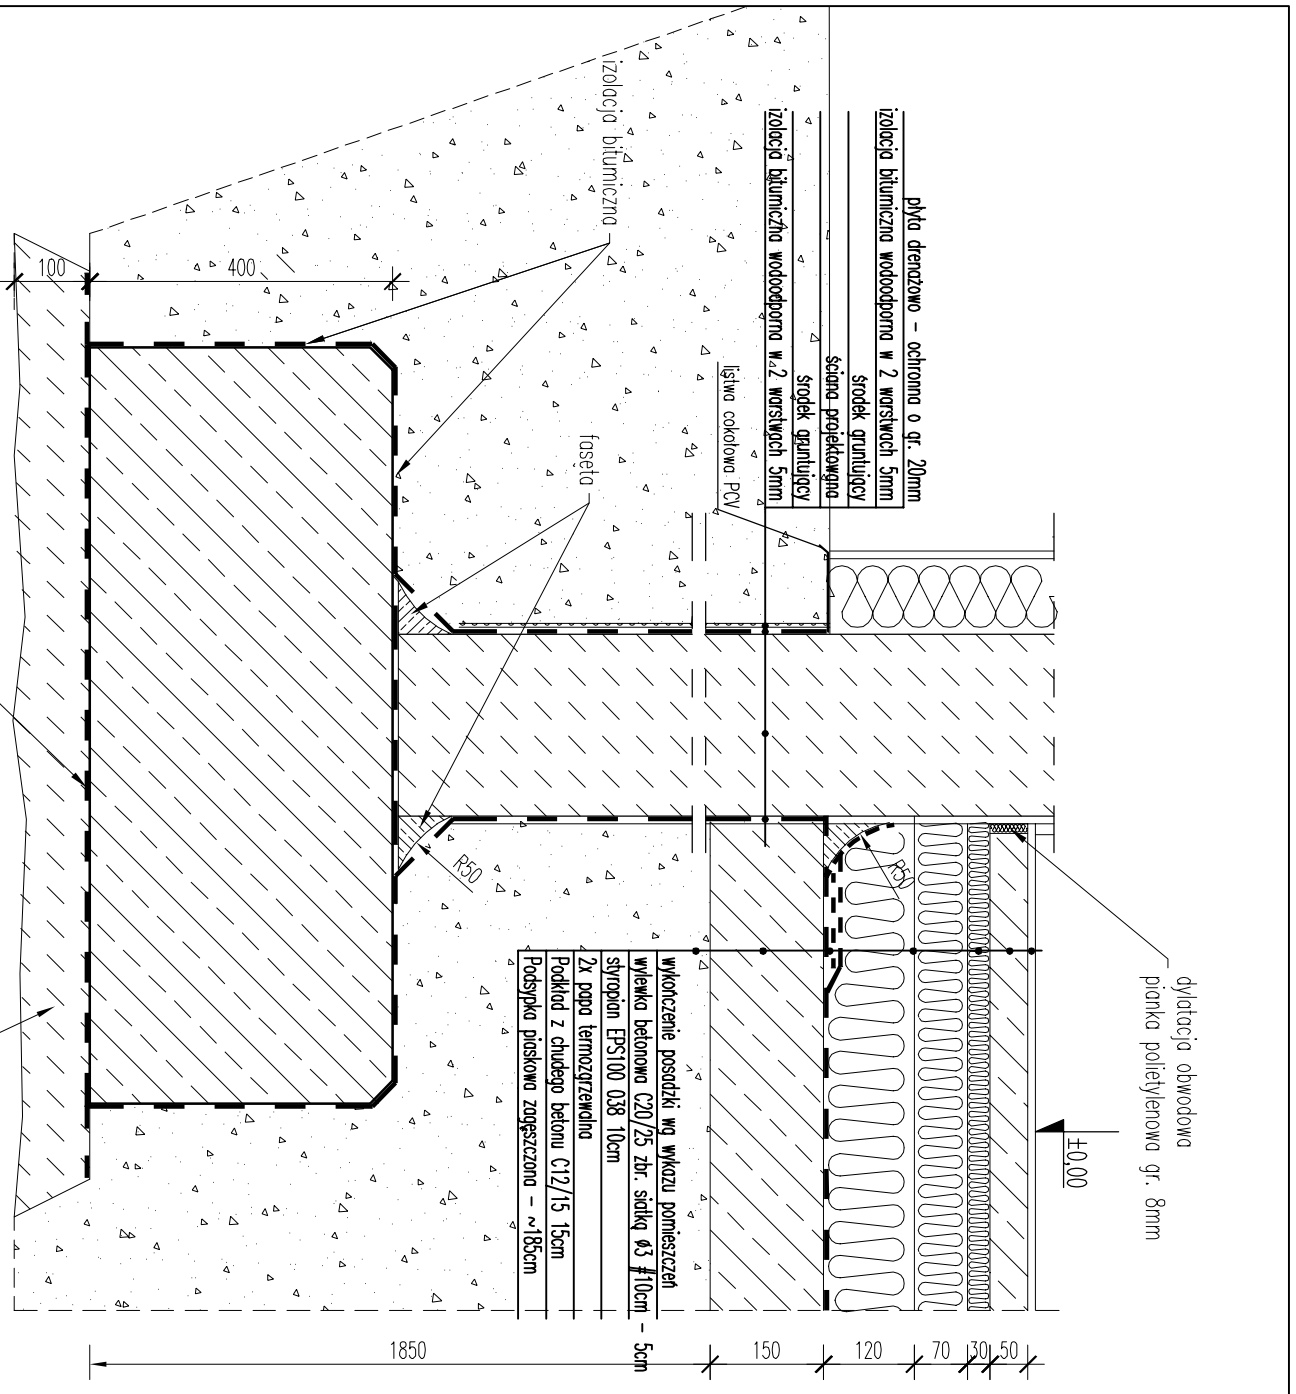 dylatacja obwodowa
pianka polietylenowa gr. 8mm
±0,00
płyta drenażowo - ochronna o gr. 20mm
izolacja bitumiczna wodoodporna w 2 warstwach 5mm
środek gruntujący
ściana projektowana
środek gruntujący
izolacja bitumiczna wodoodporna w 2 warstwach 5mm
listwa cokołowa PCV
izolacja bitumiczna
faseta
R50
R50
wykończenie posadzki wg wykazu pomieszczeń
wylewka betonowa C20/25 zbr. siatką ø3 #10cm - 5cm
styropian EPS100 038 10cm
2x papa termozgrzewalna
Podkład z chudego betonu C12/15 15cm
Podsypka piaskowa zagęszczona - ~185cm
100
400
1850
150
120
70
30
50